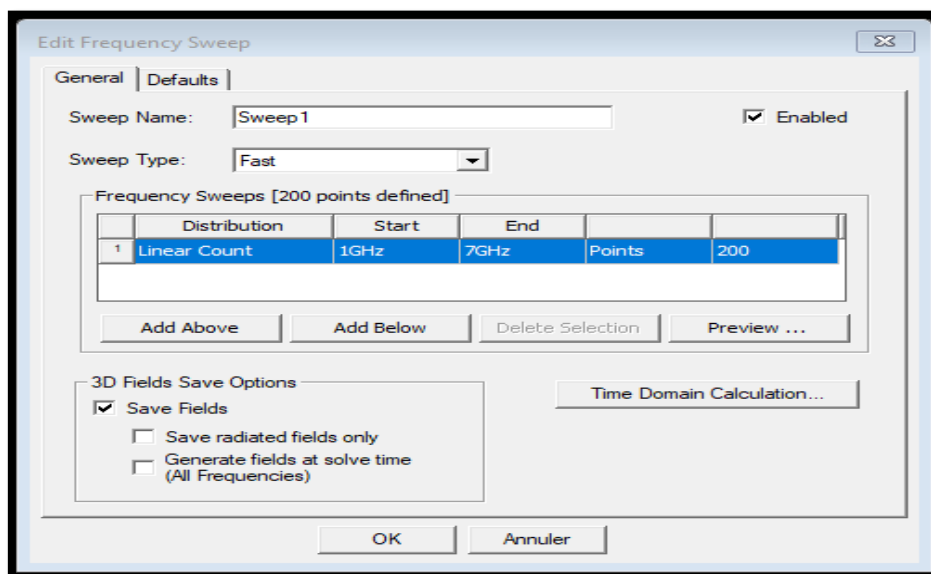 Edit Frequency Sweep
General Defaults
Sweep Name: Sweep1 Enabled
Sweep Type: Fast
Frequency Sweeps [200 points defined]
Distribution Start End
1 Linear Count 1GHz 7GHz Points 200
Add Above Add Below Delete Selection Preview ...
3D Fields Save Options
Save Fields
Time Domain Calculation...
Save radiated fields only
Generate fields at solve time
(All Frequencies)
OK Annuler